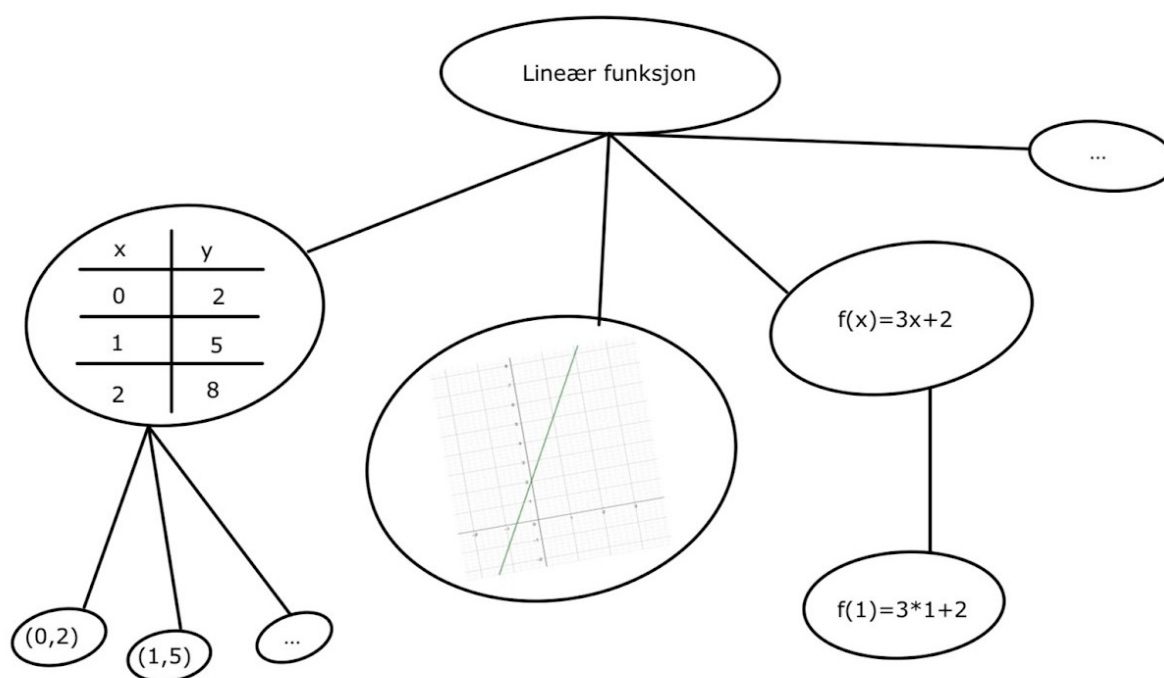 Lineær funksjon
...
x y
0 2
1 5
2 8
f(x)=3x+2
f(1)=3*1+2
(0,2)
(1,5)
...